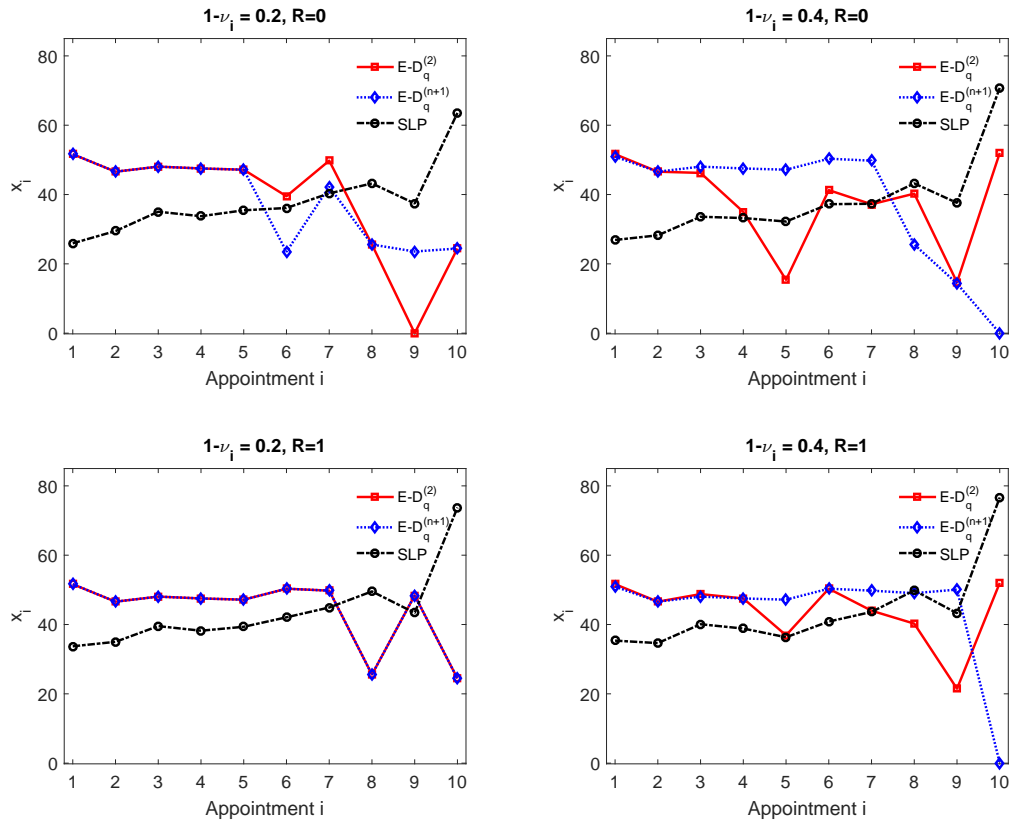 1-ν_i = 0.2, R=0
80
60
40
20
0
x_i
E-D_q^(2)
E-D_q^(n+1)
SLP
1 2 3 4 5 6 7 8 9 10
Appointment i
1-ν_i = 0.4, R=0
80
60
40
20
0
x_i
E-D_q^(2)
E-D_q^(n+1)
SLP
1 2 3 4 5 6 7 8 9 10
Appointment i
1-ν_i = 0.2, R=1
80
60
40
20
0
x_i
E-D_q^(2)
E-D_q^(n+1)
SLP
1 2 3 4 5 6 7 8 9 10
Appointment i
1-ν_i = 0.4, R=1
80
60
40
20
0
x_i
E-D_q^(2)
E-D_q^(n+1)
SLP
1 2 3 4 5 6 7 8 9 10
Appointment i